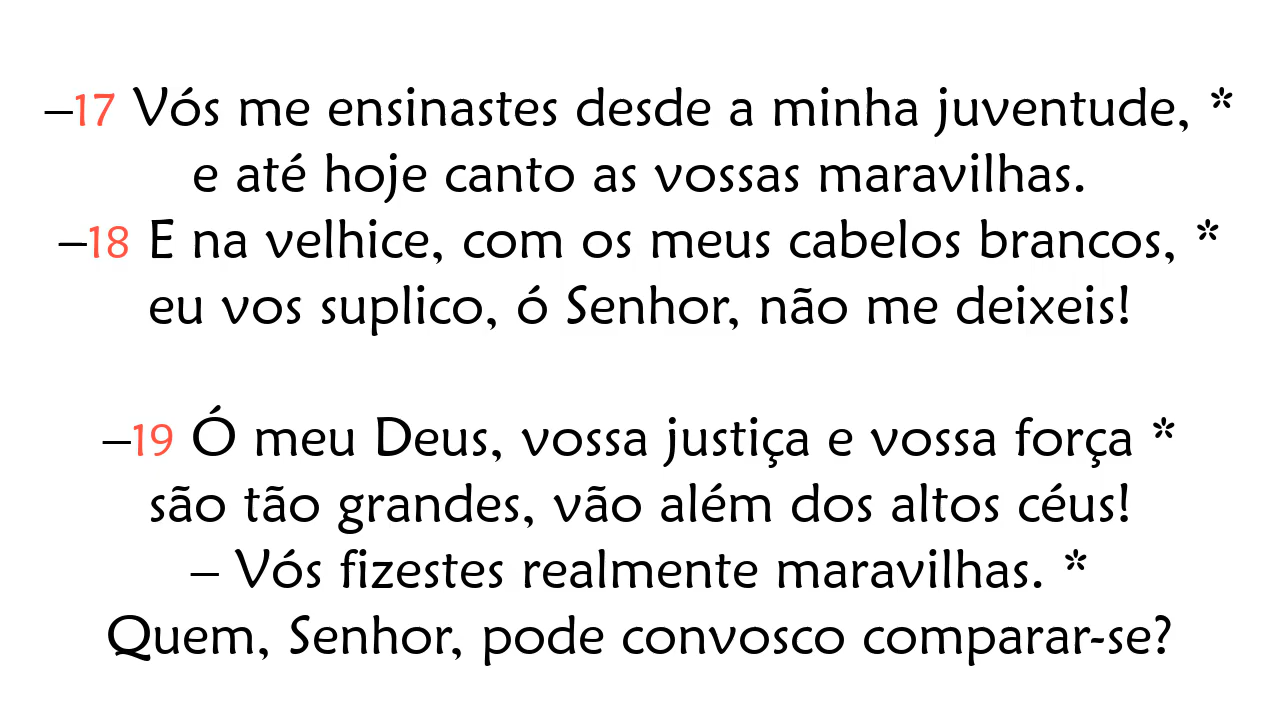 –17 Vós me ensinastes desde a minha juventude, *
e até hoje canto as vossas maravilhas.
–18 E na velhice, com os meus cabelos brancos, *
eu vos suplico, ó Senhor, não me deixeis!
–19 Ó meu Deus, vossa justiça e vossa força *
são tão grandes, vão além dos altos céus!
– Vós fizestes realmente maravilhas. *
Quem, Senhor, pode convosco comparar-se?